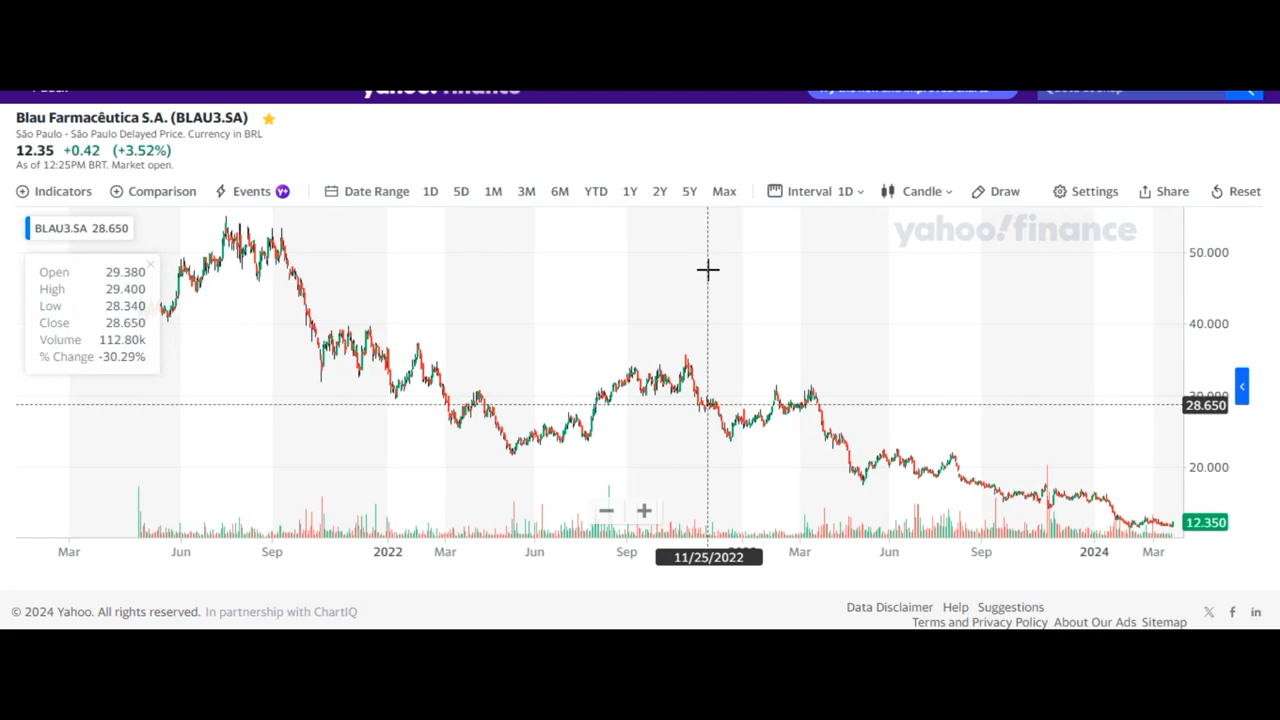 yahoo! finance
Blau Farmacêutica S.A. (BLAU3.SA)
São Paulo - São Paulo Delayed Price. Currency in BRL
12.35 +0.42 (+3.52%)
As of 12:25PM BRT. Market open.
Indicators Comparison Events Y+ Date Range 1D 5D 1M 3M 6M YTD 1Y 2Y 5Y Max Interval 1D Candle Draw Settings Share Reset
BLAU3.SA 28.650
yahoo!finance
Open 29.380
High 29.400
Low 28.340
Close 28.650
Volume 112.80k
% Change -30.29%
50.000
40.000
28.650
20.000
12.350
Mar Jun Sep 2022 Mar Jun Sep Mar Jun Sep 2024 Mar
11/25/2022
© 2024 Yahoo. All rights reserved. In partnership with ChartIQ
Data Disclaimer Help Suggestions
Terms and Privacy Policy About Our Ads Sitemap